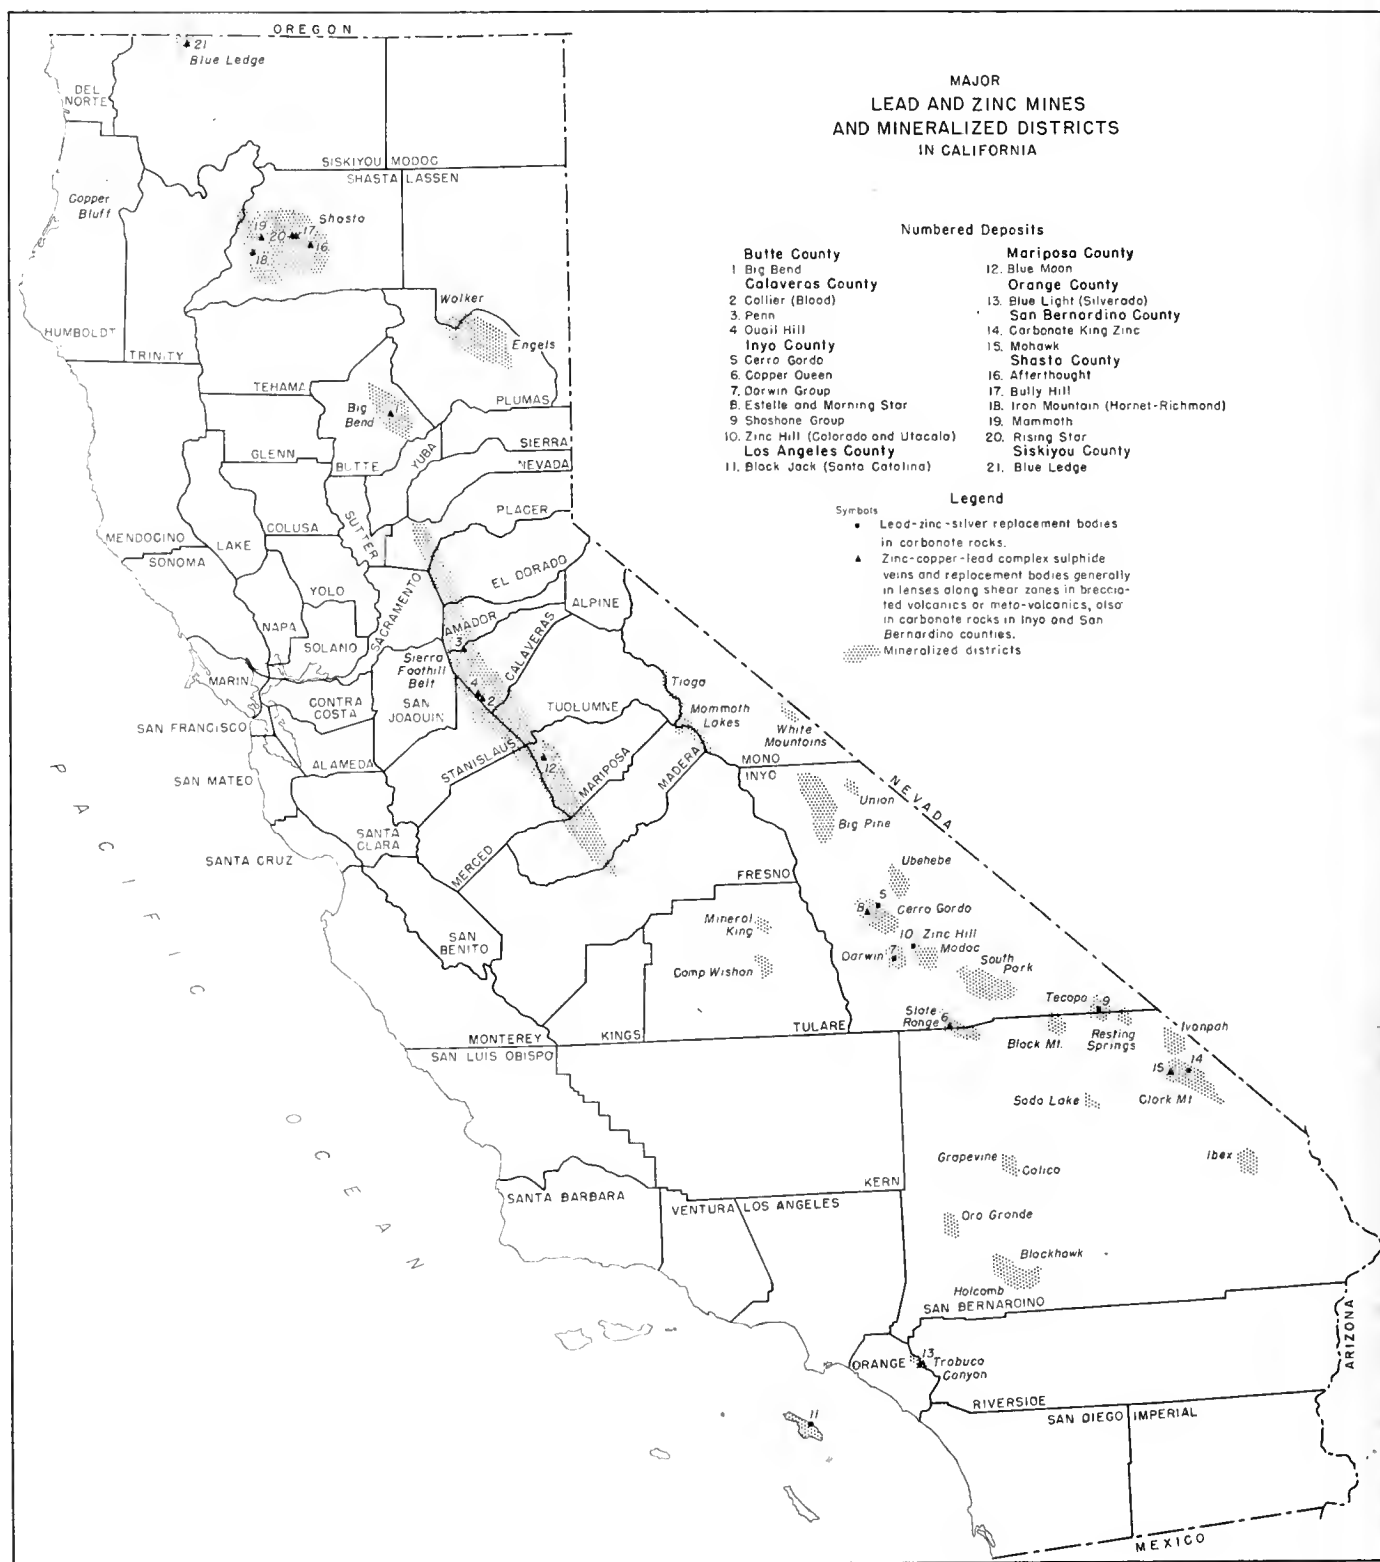 MAJOR
LEAD AND ZINC MINES
AND MINERALIZED DISTRICTS
IN CALIFORNIA
Numbered Deposits
Butte County
1 Big Bend
Calaveras County
2 Collier (Blood)
3. Penn
4 Quail Hill
Inyo County
5 Cerro Gordo
6. Copper Queen
7. Darwin Group
8. Estelle and Morning Star
9 Shoshone Group
10. Zinc Hill (Colorado and Utacala)
Los Angeles County
11. Black Jack (Santa Catalina)
Mariposa County
12. Blue Moon
Orange County
13. Blue Light (Silverado)
San Bernardino County
14. Carbonate King Zinc
15. Mohawk
Shasta County
16. Afterthought
17. Bully Hill
18. Iron Mountain (Hornet-Richmond)
19. Mammoth
20. Rising Star
Siskiyou County
21. Blue Ledge
Legend
Symbols
Lead-zinc-silver replacement bodies
in carbonate rocks.
Zinc-copper-lead complex sulphide
veins and replacement bodies generally
in lenses along shear zones in breccia-
ted volcanics or meta-volcanics, also
in carbonate rocks in Inyo and San
Bernardino counties.
Mineralized districts
OREGON
21
Blue Ledge
DEL
NORTE
SISKIYOU
MODOC
SHASTA
LASSEN
Copper
Bluff
Shasta
19
20
17
16
18
HUMBOLDT
TRINITY
Walker
Engels
TEHAMA
PLUMAS
Big
Bend
1
GLENN
BUTTE
YUBA
SIERRA
NEVADA
PLACER
COLUSA
SUTTER
MENDOCINO
LAKE
SONOMA
YOLO
EL DORADO
ALPINE
NAPA
SOLANO
SACRAMENTO
AMADOR
CALAVERAS
3
Sierra
Foothill
Belt
4
2
MARIN
CONTRA
COSTA
SAN
JOAQUIN
SAN FRANCISCO
ALAMEDA
STANISLAUS
TUOLUMNE
Tioga
Mammoth
Lakes
White
Mountains
SAN MATEO
12
MARIPOSA
MADERA
MONO
INYO
NEVADA
SANTA
CLARA
SANTA CRUZ
MERCED
Union
Big Pine
Ubehebe
FRESNO
5
8
Cerro Gordo
SAN
BENITO
Mineral
King
Camp Wishon
10
Zinc Hill
Darwin
7
Modoc
South
Park
MONTEREY
KINGS
TULARE
Slate
Range
6
Tecopa
9
Black Mt.
Resting
Springs
Ivanpah
SAN LUIS OBISPO
15
14
Clark Mt
Soda Lake
Grapevine
Calico
Ibex
KERN
SANTA BARBARA
VENTURA
LOS ANGELES
Oro Grande
Blackhawk
Holcomb
SAN BERNARDINO
ORANGE
13
Trabuco
Canyon
RIVERSIDE
SAN DIEGO
IMPERIAL
11
ARIZONA
MEXICO
PACIFIC
OCEAN